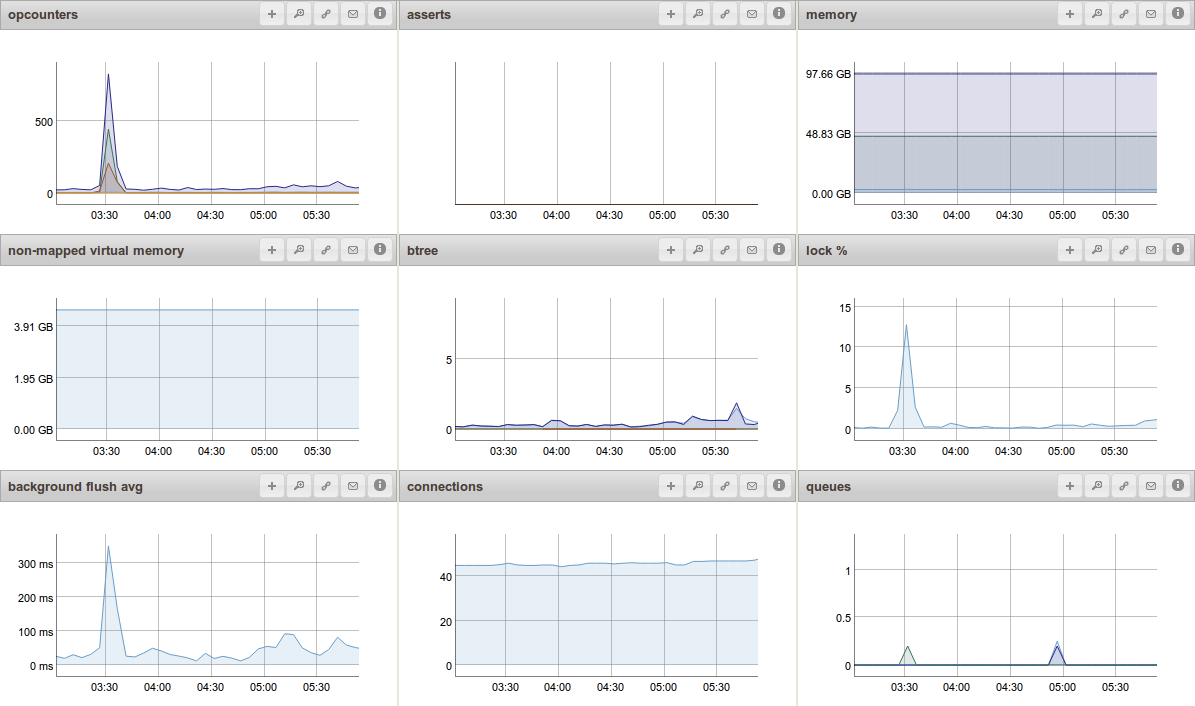 opcounters
500
0
03:30 04:00 04:30 05:00 05:30
asserts
03:30 04:00 04:30 05:00 05:30
memory
97.66 GB
48.83 GB
0.00 GB
03:30 04:00 04:30 05:00 05:30
non-mapped virtual memory
3.91 GB
1.95 GB
0.00 GB
03:30 04:00 04:30 05:00 05:30
btree
5
0
03:30 04:00 04:30 05:00 05:30
lock %
15
10
5
0
03:30 04:00 04:30 05:00 05:30
background flush avg
300 ms
200 ms
100 ms
0 ms
03:30 04:00 04:30 05:00 05:30
connections
40
20
0
03:30 04:00 04:30 05:00 05:30
queues
1
0.5
0
03:30 04:00 04:30 05:00 05:30